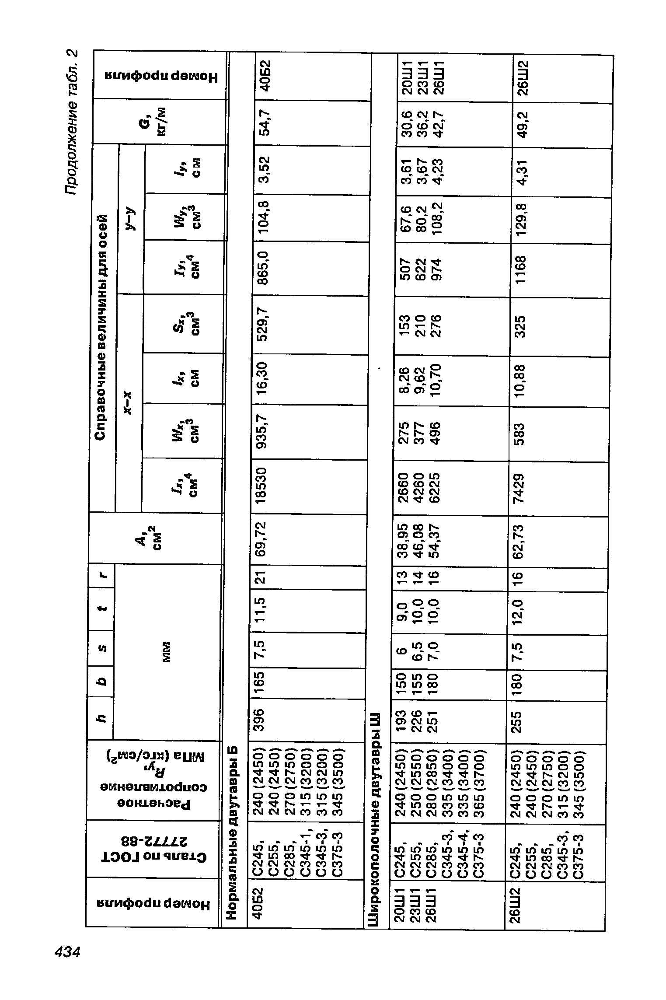 434
Продолжение табл. 2
Номер профиля
Сталь по ГОСТ 27772-88
Расчетное сопротивление Rу, МПа (кгс/см²)
h b s t r
мм
А, см²
Справочные величины для осей
x–x
y–y
Ix, см⁴ Wx, см³ ix, см Sx, см³ Iy, см⁴ Wy, см³ iy, см
G, кг/м
Номер профиля
Нормальные двутавры Б
40Б2 С245, 240 (2450) 396 165 7,5 11,5 21 69,72 18530 935,7 16,30 529,7 865,0 104,8 3,52 54,7 40Б2
С255, 240 (2450)
С285, 270 (2750)
С345-1, 315 (3200)
С345-3, 315 (3200)
С375-3 345 (3500)
Широкополочные двутавры Ш
20Ш1 С245, 240 (2450) 193 150 6 9,0 13 38,95 2660 275 8,26 153 507 67,6 3,61 30,6 20Ш1
23Ш1 С255, 250 (2550) 226 155 6,5 10,0 14 46,08 4260 377 9,62 210 622 80,2 3,67 36,2 23Ш1
26Ш1 С285, 280 (2850) 251 180 7,0 10,0 16 54,37 6225 496 10,70 276 974 108,2 4,23 42,7 26Ш1
С345-3, 335 (3400)
С345-4, 335 (3400)
С375-3 365 (3700)
26Ш2 С245, 240 (2450) 255 180 7,5 12,0 16 62,73 7429 583 10,88 325 1168 129,8 4,31 49,2 26Ш2
С255, 240 (2450)
С285, 270 (2750)
С345-3, 315 (3200)
С375-3 345 (3500)